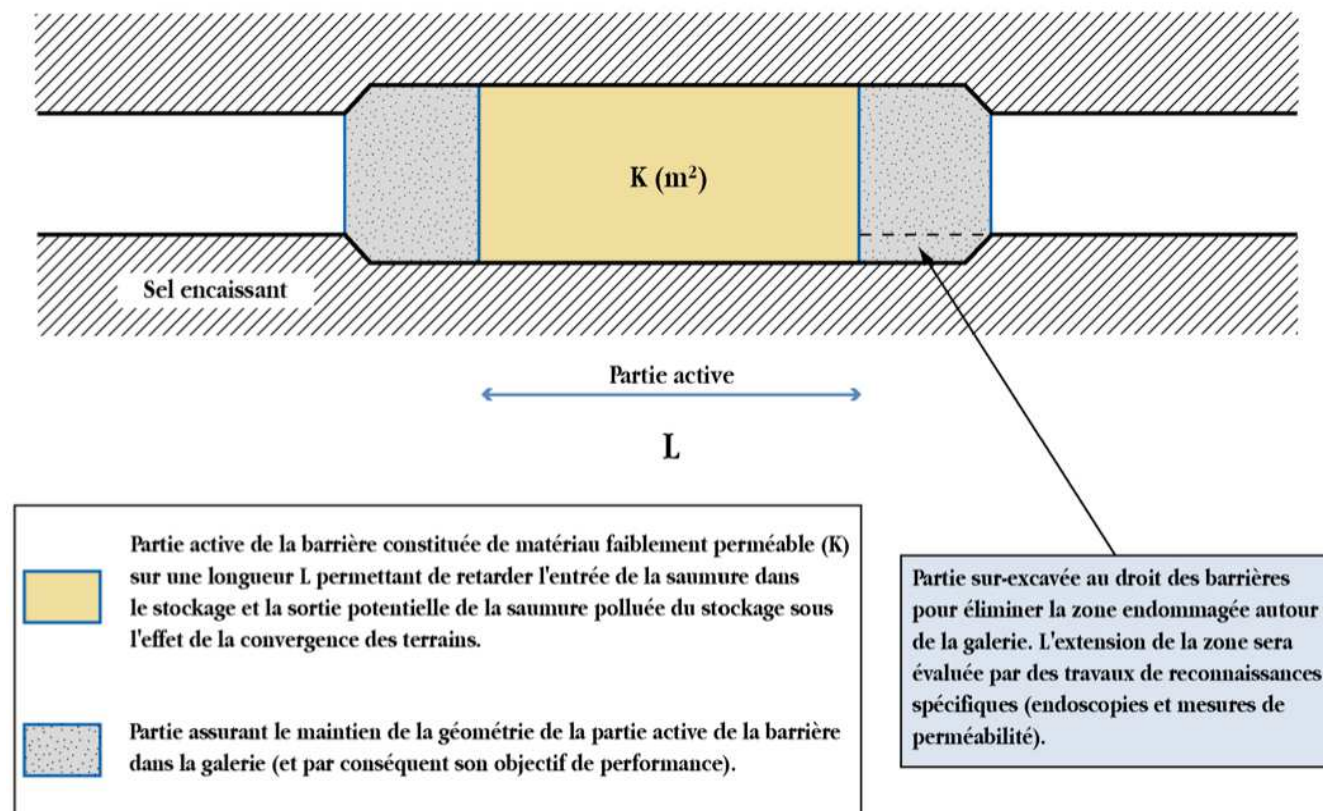 K (m²)
Sel encaissant
Partie active
L
Partie active de la barrière constituée de matériau faiblement perméable (K)
sur une longueur L permettant de retarder l'entrée de la saumure dans
le stockage et la sortie potentielle de la saumure polluée du stockage sous
l'effet de la convergence des terrains.
Partie assurant le maintien de la géométrie de la partie active de la barrière
dans la galerie (et par conséquent son objectif de performance).
Partie sur-excavée au droit des barrières
pour éliminer la zone endommagée autour
de la galerie. L'extension de la zone sera
évaluée par des travaux de reconnaissances
spécifiques (endoscopies et mesures de
perméabilité).